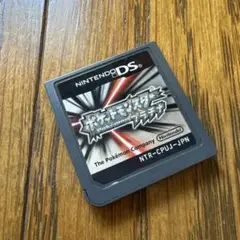 NINTENDO DS
ポケットモンスター
プラチナ
The Pokémon Company
Nintendo
NTR-CPUJ-JPN